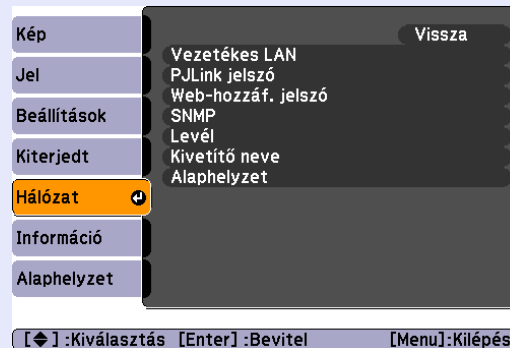 Kép
Jel
Beállítások
Kiterjedt
Hálózat
Információ
Alaphelyzet
Vissza
Vezetékes LAN
PJLink jelszó
Web-hozzáf. jelszó
SNMP
Levél
Kivetítő neve
Alaphelyzet
[◆] :Kiválasztás [Enter] :Bevitel [Menu]:Kilépés